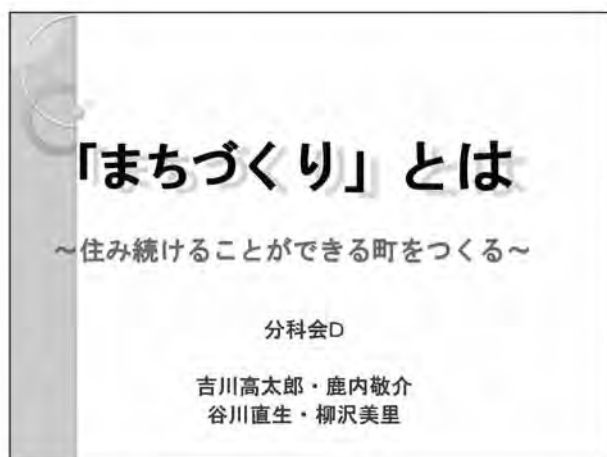 「まちづくり」とは
～住み続けることができる町をつくる～
分科会D
吉川高太郎・鹿内敬介
谷川直生・柳沢美里